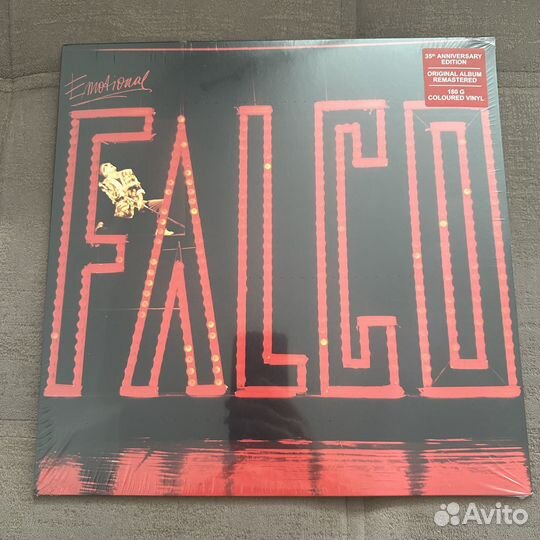 Emotional
35th ANNIVERSARY
EDITION
ORIGINAL ALBUM
REMASTERED
180 G
COLOURED VINYL
FALCO
Avito